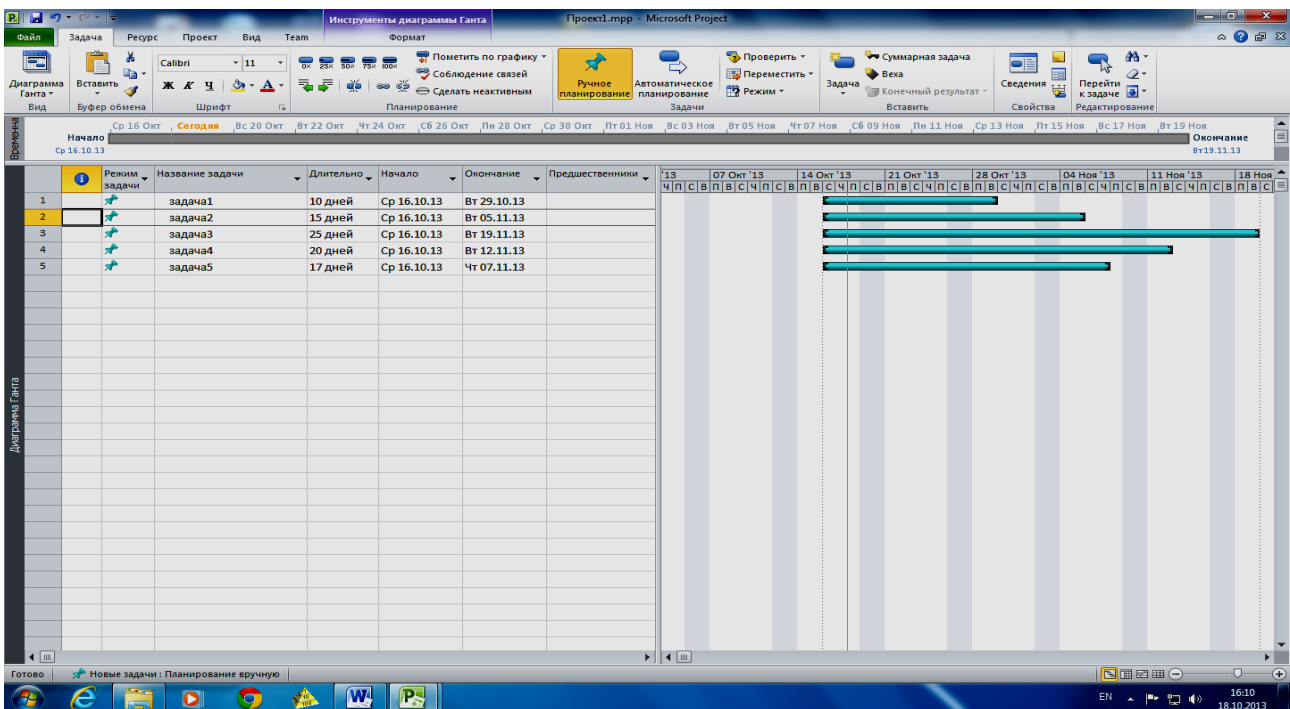 Инструменты диаграммы Ганта
Проект1.mpp - Microsoft Project
Файл Задача Ресурс Проект Вид Team Формат
Диаграмма Ганта
Вставить
Calibri 11
Ж К Ч
0% 25% 50% 75% 100%
Пометить по графику
Соблюдение связей
Сделать неактивным
Ручное планирование
Автоматическое планирование
Проверить
Переместить
Режим
Задача
Суммарная задача
Веха
Конечный результат
Сведения
Перейти к задаче
Вид Буфер обмена Шрифт Планирование Задачи Вставить Свойства Редактирование
Ср 16 Окт Сегодня Вс 20 Окт Вт 22 Окт Чт 24 Окт Сб 26 Окт Пн 28 Окт Ср 30 Окт Пт 01 Ноя Вс 03 Ноя Вт 05 Ноя Чт 07 Ноя Сб 09 Ноя Пн 11 Ноя Ср 13 Ноя Пт 15 Ноя Вс 17 Ноя Вт 19 Ноя
Временна
Начало
Ср 16.10.13
Окончание
Вт19.11.13
Режим задачи Название задачи Длительно Начало Окончание Предшественники
'13 07 Окт '13 14 Окт '13 21 Окт '13 28 Окт '13 04 Ноя '13 11 Ноя '13 18 Ноя
Ч П С В П В С Ч П С В П В С Ч П С В П В С Ч П С В П В С Ч П С В П В С Ч П С В П В С Ч П С В П В С
1 задача1 10 дней Ср 16.10.13 Вт 29.10.13
2 задача2 15 дней Ср 16.10.13 Вт 05.11.13
3 задача3 25 дней Ср 16.10.13 Вт 19.11.13
4 задача4 20 дней Ср 16.10.13 Вт 12.11.13
5 задача5 17 дней Ср 16.10.13 Чт 07.11.13
Диаграмма Ганта
Готово Новые задачи : Планирование вручную
EN
16:10
18.10.2013